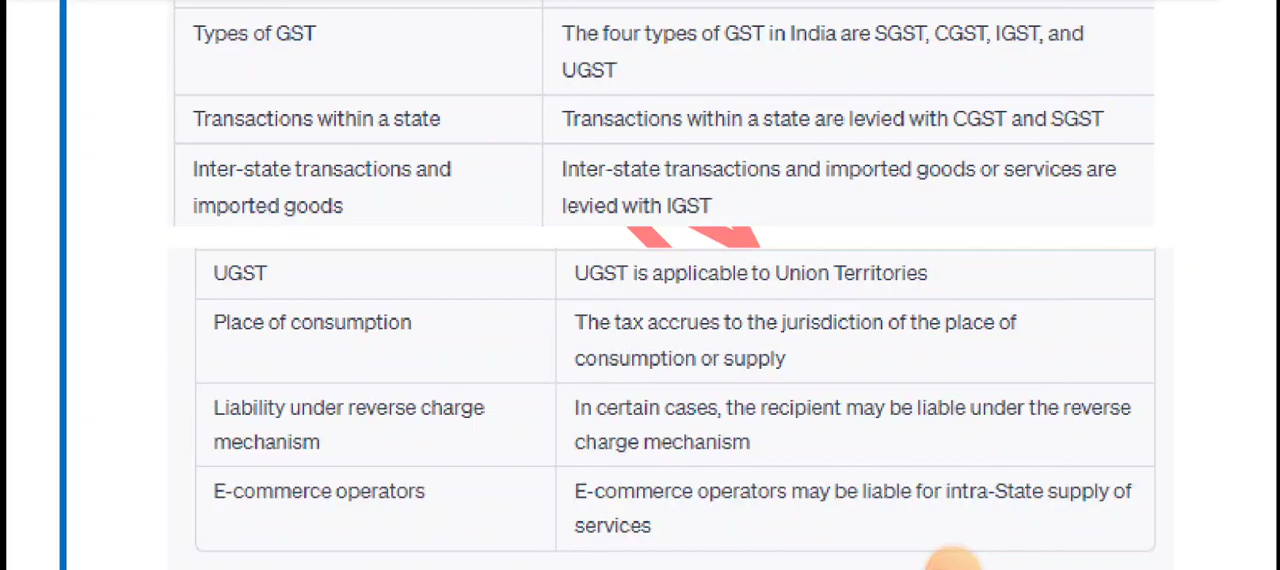 Types of GST
The four types of GST in India are SGST, CGST, IGST, and
UGST
Transactions within a state
Transactions within a state are levied with CGST and SGST
Inter-state transactions and
imported goods
Inter-state transactions and imported goods or services are
levied with IGST
UGST
UGST is applicable to Union Territories
Place of consumption
The tax accrues to the jurisdiction of the place of
consumption or supply
Liability under reverse charge
mechanism
In certain cases, the recipient may be liable under the reverse
charge mechanism
E-commerce operators
E-commerce operators may be liable for intra-State supply of
services